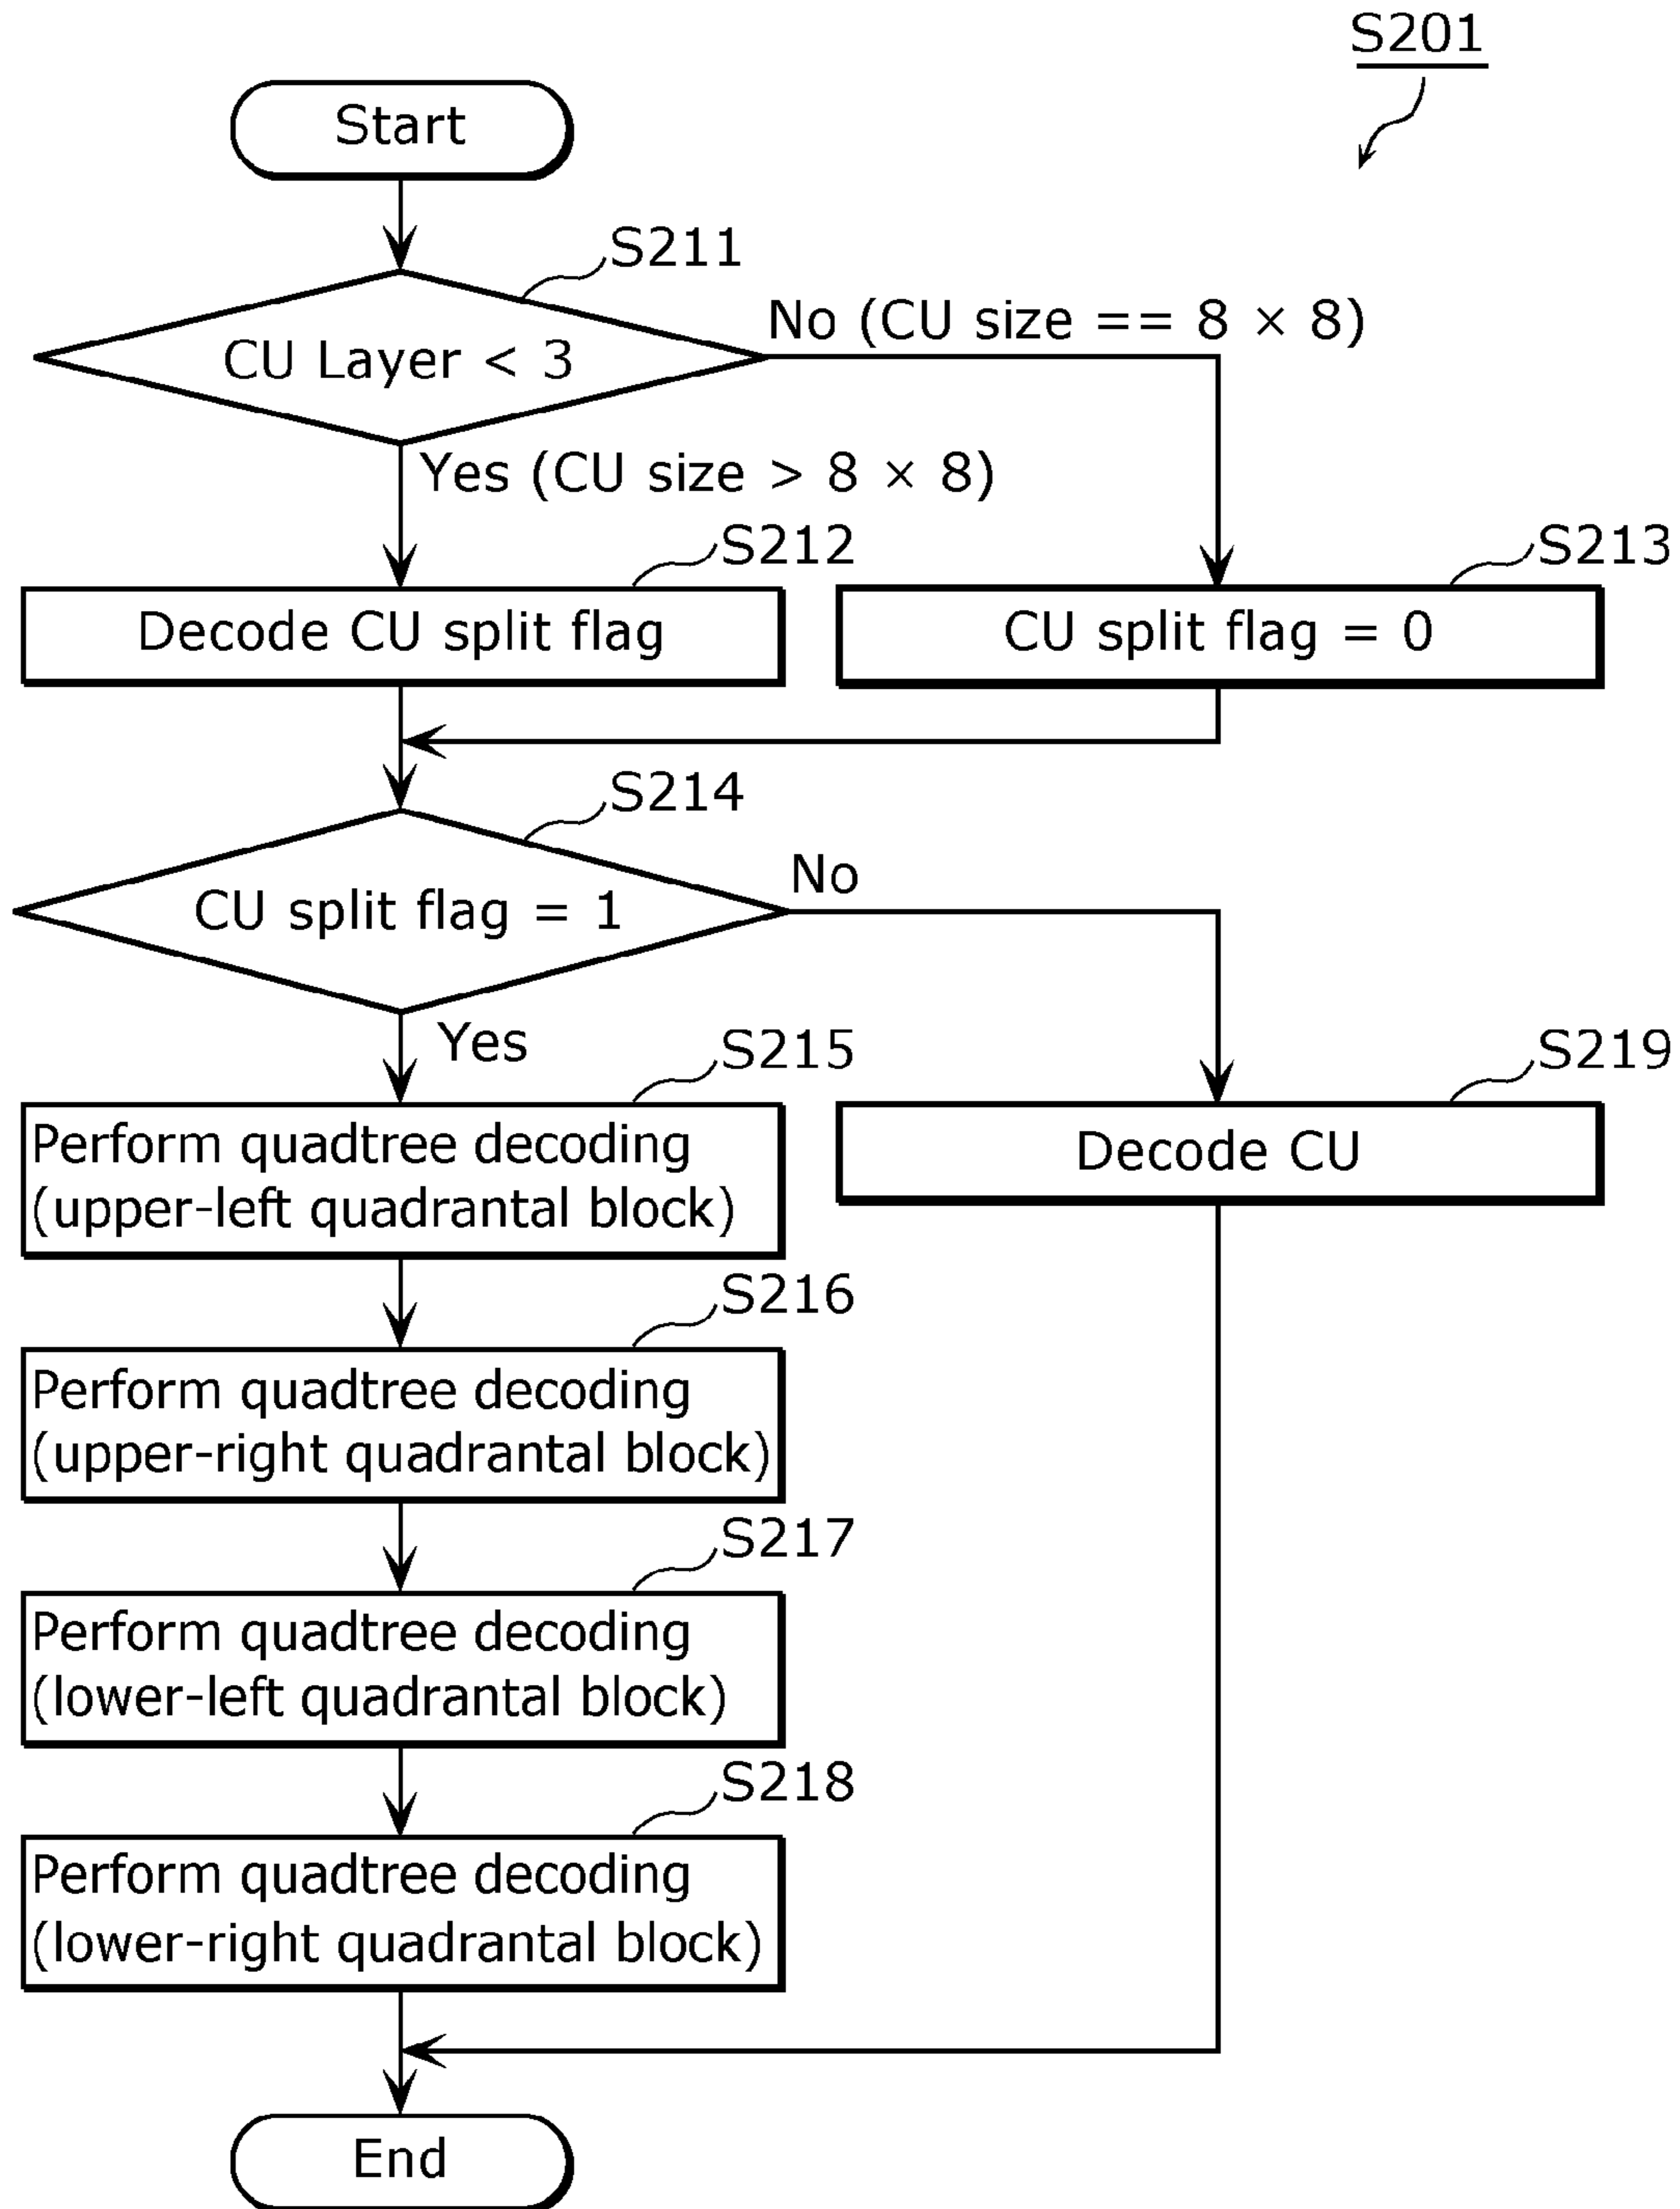 S201
Start
S211
CU Layer < 3
No (CU size == 8 × 8)
Yes (CU size > 8 × 8)
S212
Decode CU split flag
S213
CU split flag = 0
S214
CU split flag = 1
No
Yes
S215
Perform quadtree decoding
(upper-left quadrantal block)
S219
Decode CU
S216
Perform quadtree decoding
(upper-right quadrantal block)
S217
Perform quadtree decoding
(lower-left quadrantal block)
S218
Perform quadtree decoding
(lower-right quadrantal block)
End